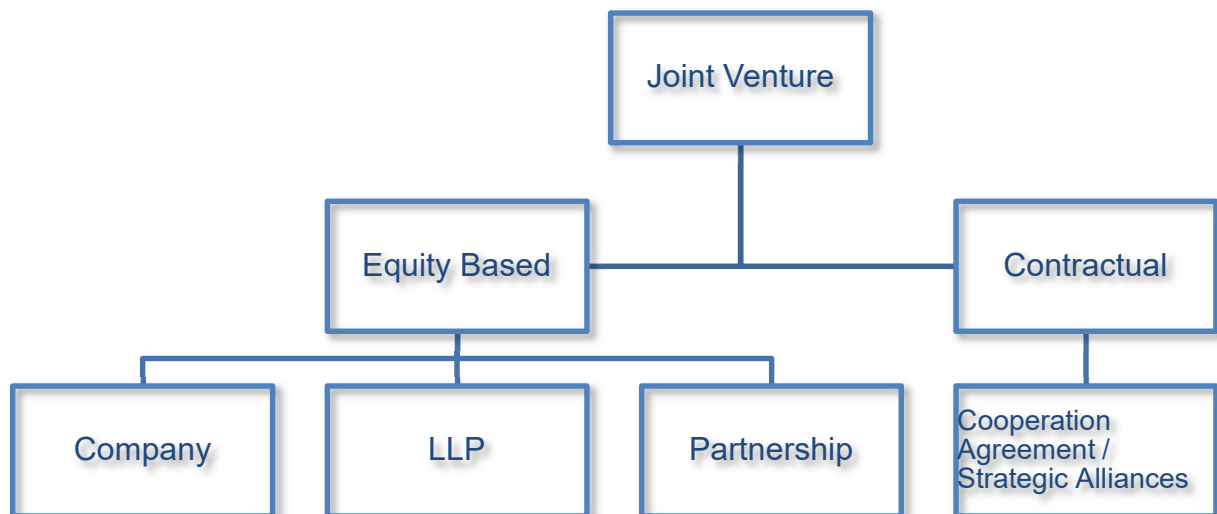 Joint Venture
Equity Based
Contractual
Company
LLP
Partnership
Cooperation
Agreement /
Strategic Alliances